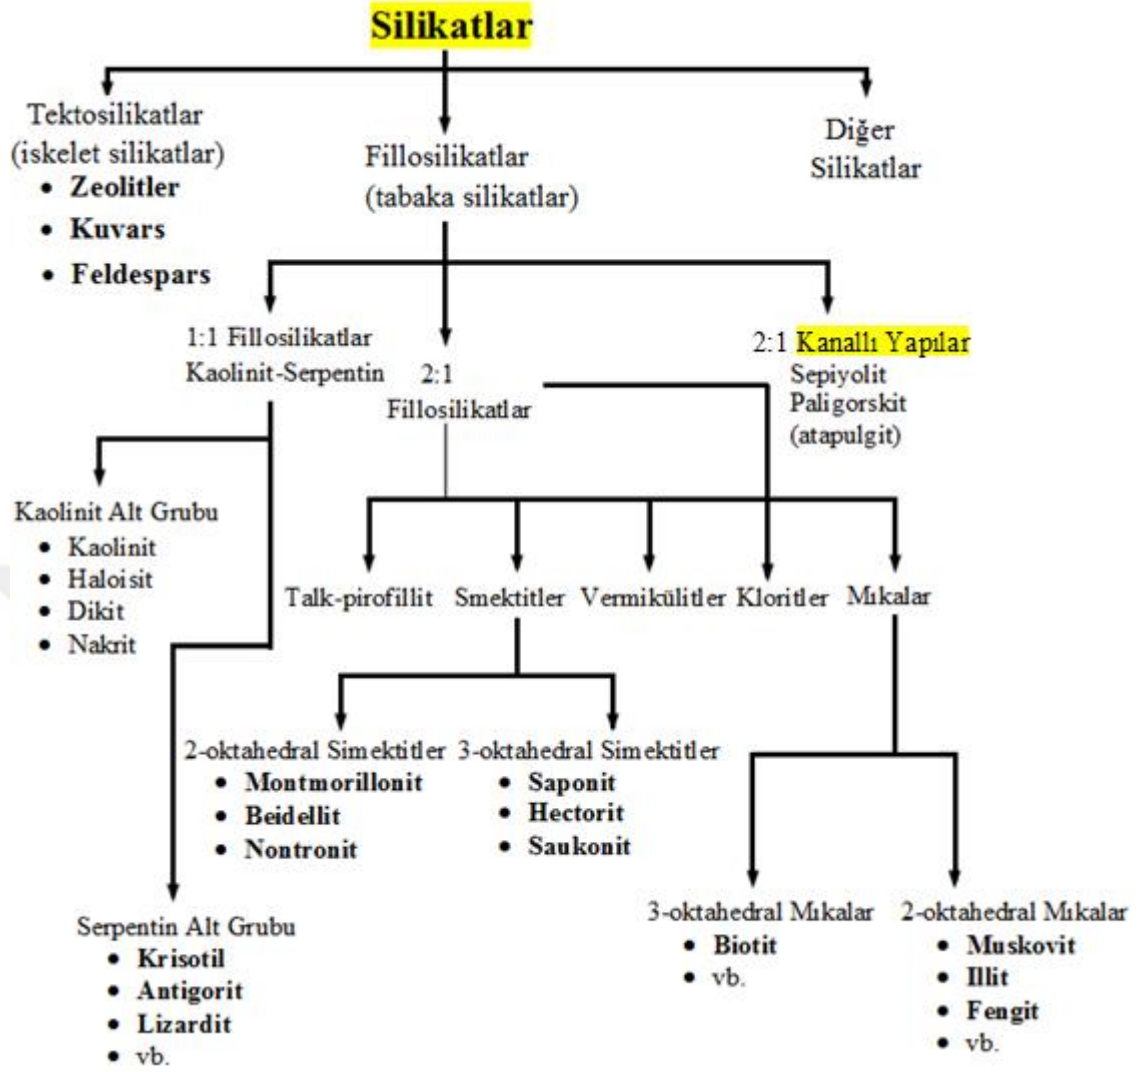 Silikatlar
Tektosilikatlar
(iskelet silikatlar)
• Zeolitler
• Kuvars
• Feldespars
Fillosilikatlar
(tabaka silikatlar)
Diğer
Silikatlar
1:1 Fillosilikatlar
Kaolinit-Serpentin
2:1
Fillosilikatlar
2:1 Kanallı Yapılar
Sepiyolit
Paligorskit
(atapulgit)
Kaolinit Alt Grubu
• Kaolinit
• Haloisit
• Dikit
• Nakrit
Talk-pirofillit
Smektitler
Vermikülitler
Kloritler
Mıkalar
2-oktahedral Simektitler
• Montmorillonit
• Beidellit
• Nontronit
3-oktahedral Simektitler
• Saponit
• Hectorit
• Saukonit
Serpentin Alt Grubu
• Krisotil
• Antigorit
• Lizardit
• vb.
3-oktahedral Mıkalar
• Biotit
• vb.
2-oktahedral Mıkalar
• Muskovit
• Illit
• Fengit
• vb.